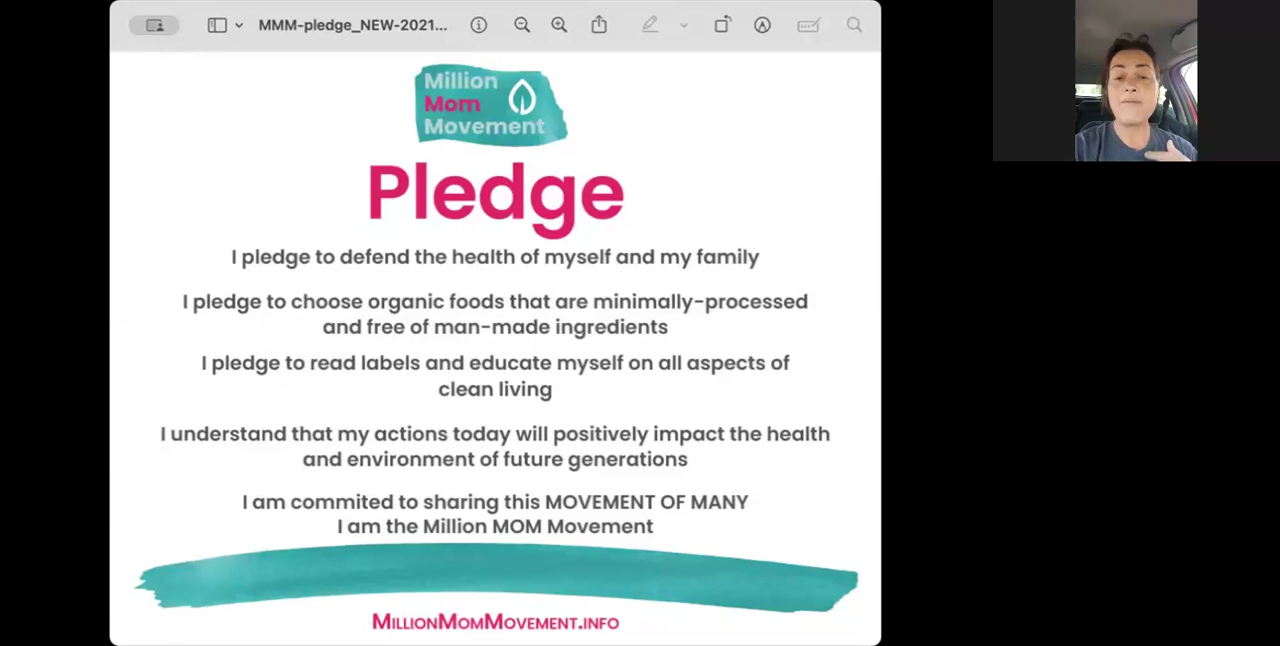 MMM-pledge_NEW-2021...
Million
Mom
Movement
Pledge
I pledge to defend the health of myself and my family
I pledge to choose organic foods that are minimally-processed
and free of man-made ingredients
I pledge to read labels and educate myself on all aspects of
clean living
I understand that my actions today will positively impact the health
and environment of future generations
I am commited to sharing this MOVEMENT OF MANY
I am the Million MOM Movement
MILLIONMOMMOVEMENT.INFO